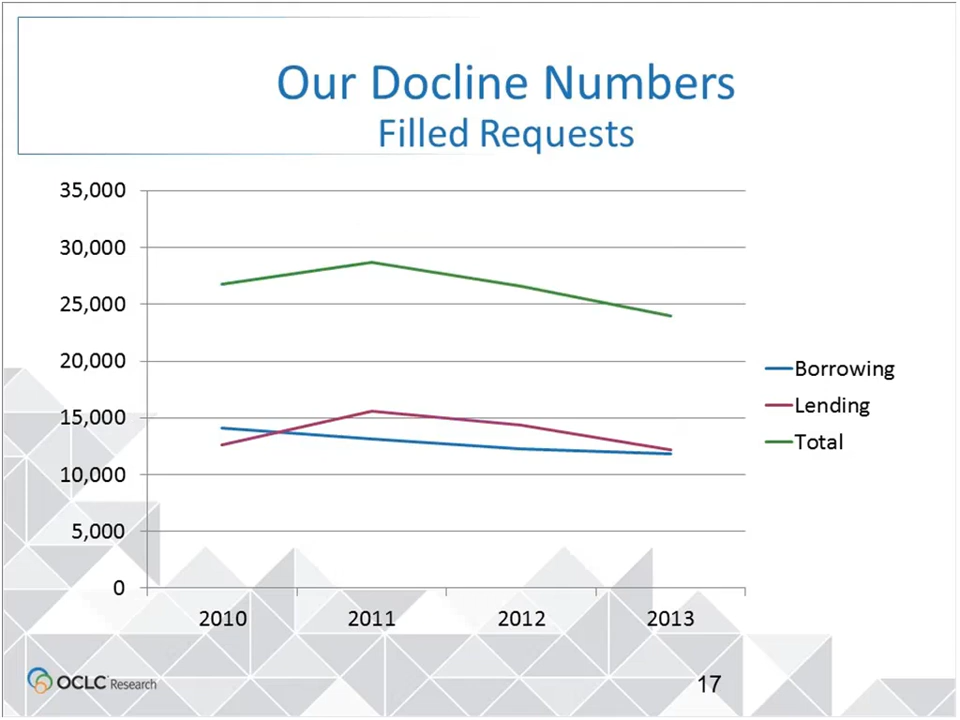 Our Docline Numbers
Filled Requests
35,000
30,000
25,000
20,000
15,000
10,000
5,000
0
2010 2011 2012 2013
Borrowing
Lending
Total
OCLC Research
17